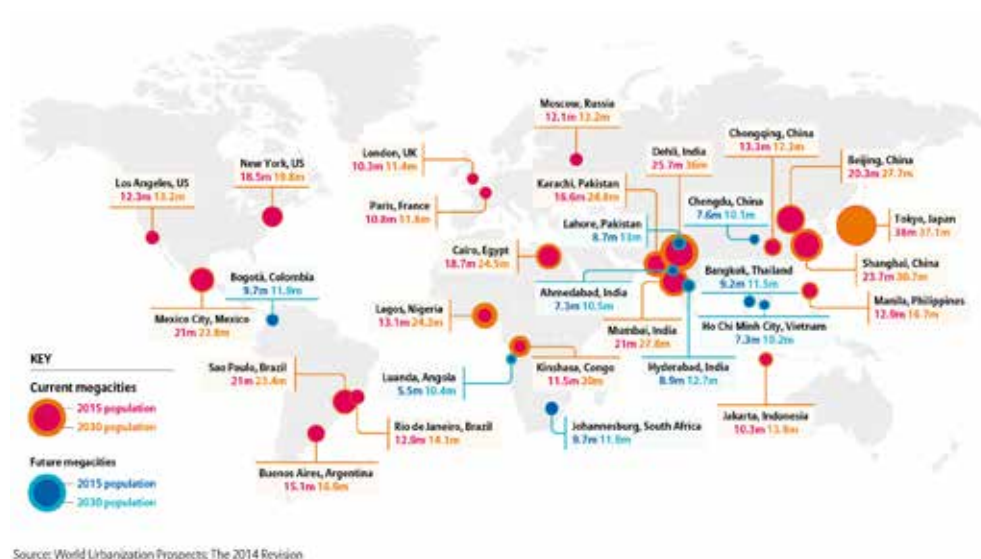 Moscow, Russia
12.1m 13.2m
Chongqing, China
13.3m 17.3m
London, UK
10.3m 11.4m
Dehli, India
25.7m 36m
Beijing, China
20.3m 27.7m
New York, US
18.5m 19.8m
Los Angeles, US
12.3m 13.2m
Karachi, Pakistan
16.6m 24.8m
Paris, France
10.8m 11.8m
Chengdu, China
7.6m 10.1m
Lahore, Pakistan
8.7m 13m
Tokyo, Japan
38m 37.1m
Cairo, Egypt
18.7m 24.5m
Shanghai, China
23.7m 30.7m
Bogotá, Colombia
9.7m 11.9m
Bangkok, Thailand
9.2m 11.5m
Ahmedabad, India
7.3m 10.5m
Manila, Philippines
12.9m 16.7m
Mexico City, Mexico
21m 23.8m
Lagos, Nigeria
13.1m 24.2m
Mumbai, India
21m 27.8m
Ho Chi Minh City, Vietnam
7.3m 10.2m
KEY
Sao Paulo, Brazil
21m 23.4m
Luanda, Angola
5.5m 10.4m
Kinshasa, Congo
11.5m 20m
Hyderabad, India
8.9m 12.7m
Current megacities
2015 population
2030 population
Jakarta, Indonesia
10.3m 13.8m
Rio de Janeiro, Brazil
12.9m 14.1m
Johannesburg, South Africa
9.7m
Future megacities
2015 population
2030 population
Buenos Aires, Argentina
15.1m 16.9m
Source: World Urbanization Prospects: The 2014 Revision